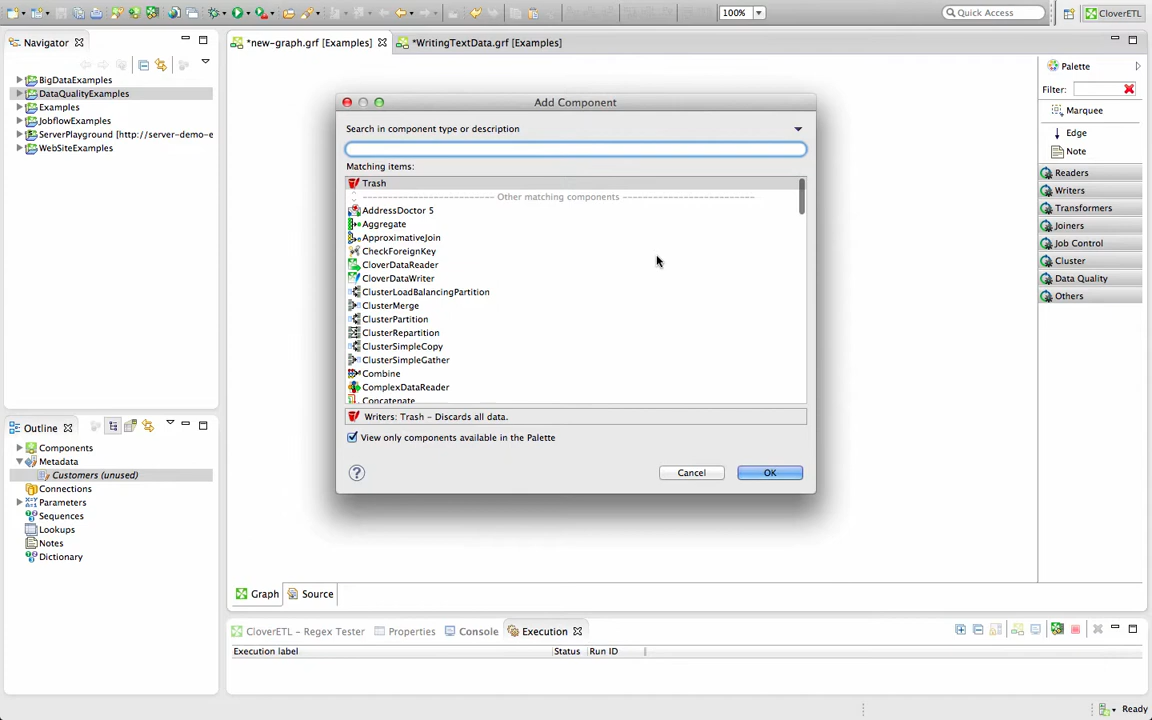 100%
Quick Access
CloverETL
Navigator
BigDataExamples
DataQualityExamples
Examples
JobflowExamples
ServerPlayground [http://server-demo-e
WebSiteExamples
*new-graph.grf [Examples]
*WritingTextData.grf [Examples]
Add Component
Search in component type or description
Matching items:
Trash
Other matching components
AddressDoctor 5
Aggregate
ApproximativeJoin
CheckForeignKey
CloverDataReader
CloverDataWriter
ClusterLoadBalancingPartition
ClusterMerge
ClusterPartition
ClusterRepartition
ClusterSimpleCopy
ClusterSimpleGather
Combine
ComplexDataReader
Concatenate
Writers: Trash - Discards all data.
View only components available in the Palette
?
Cancel
OK
Palette
Filter:
Marquee
Edge
Note
Readers
Writers
Transformers
Joiners
Job Control
Cluster
Data Quality
Others
Outline
Components
Metadata
Customers (unused)
Connections
Parameters
Sequences
Lookups
Notes
Dictionary
Graph
Source
CloverETL - Regex Tester
Properties
Console
Execution
Execution label
Status
Run ID
Ready